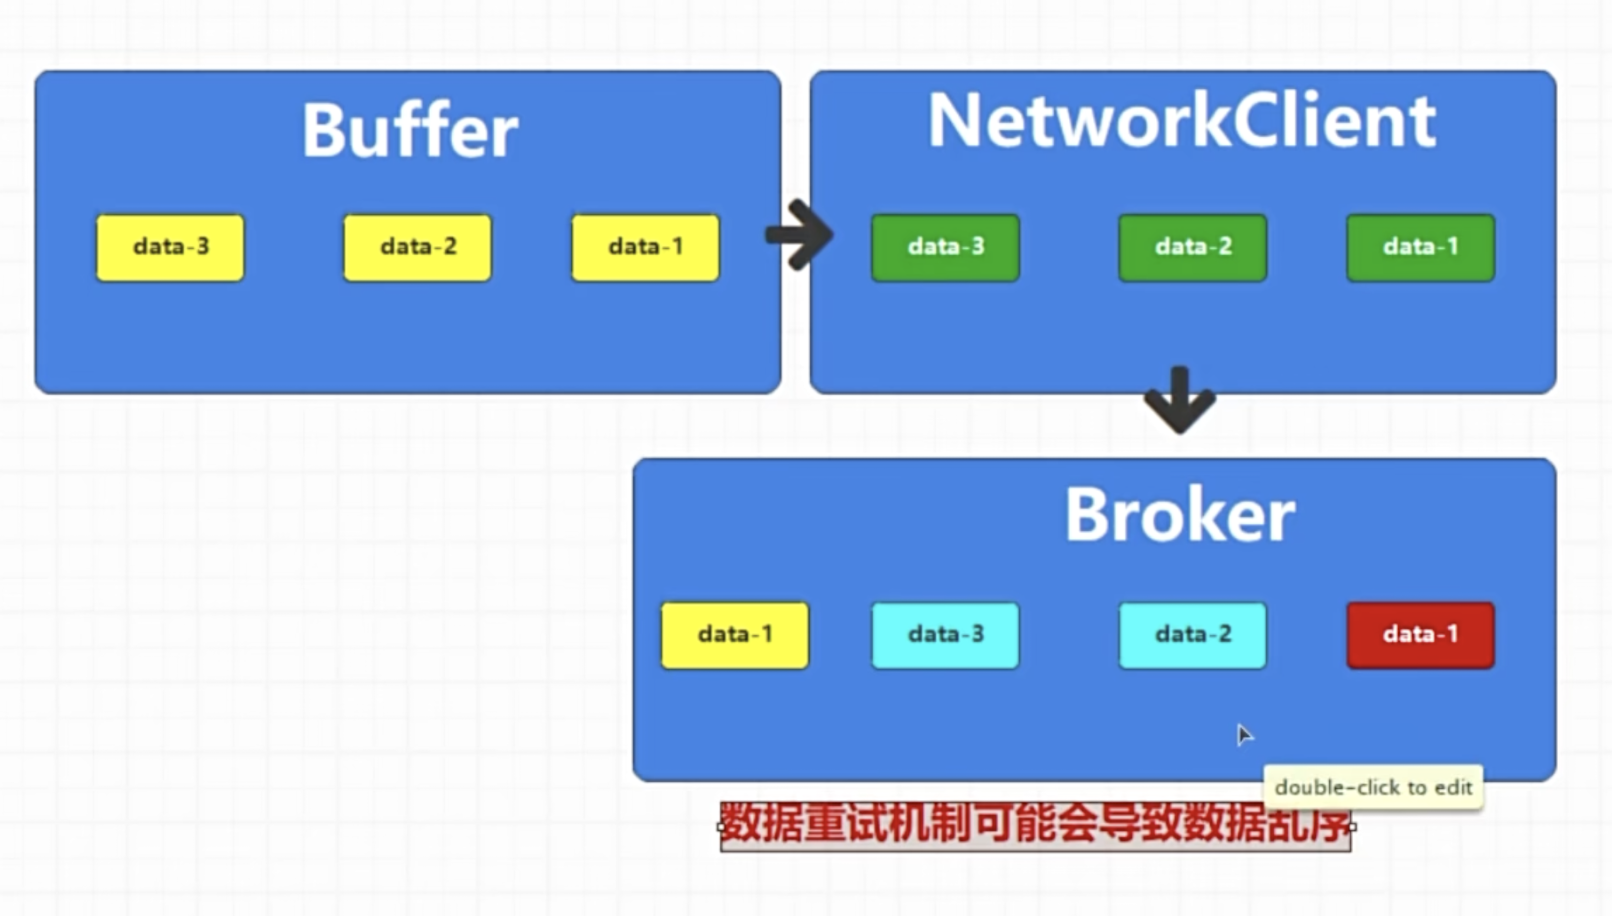 Buffer
data-3
data-2
data-1
NetworkClient
data-3
data-2
data-1
Broker
data-1
data-3
data-2
data-1
double-click to edit
数据重试机制可能会导致数据乱序